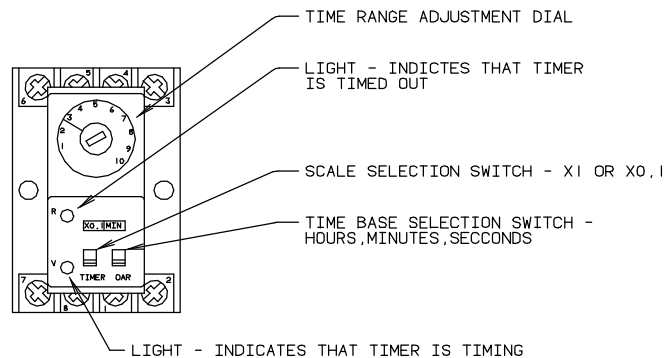 TIME RANGE ADJUSTMENT DIAL
LIGHT - INDICTES THAT TIMER
IS TIMED OUT
6 5 4 3
1 2 3 4 5 6 7 8 9 10
SCALE SELECTION SWITCH - X1 OR X0,1
R
X0,1 MIN
TIME BASE SELECTION SWITCH -
HOURS,MINUTES,SECCONDS
V
TIMER OAR
7 8 1 2
LIGHT - INDICATES THAT TIMER IS TIMING